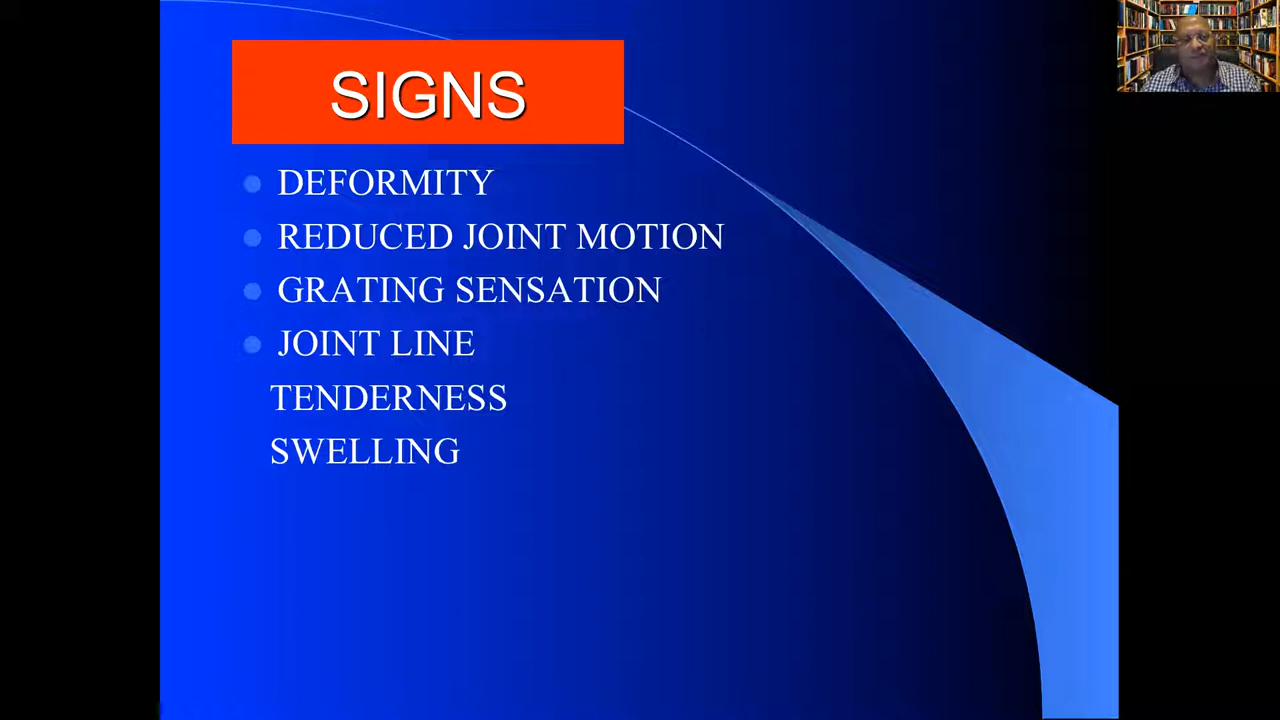 SIGNS
DEFORMITY
REDUCED JOINT MOTION
GRATING SENSATION
JOINT LINE
TENDERNESS
SWELLING